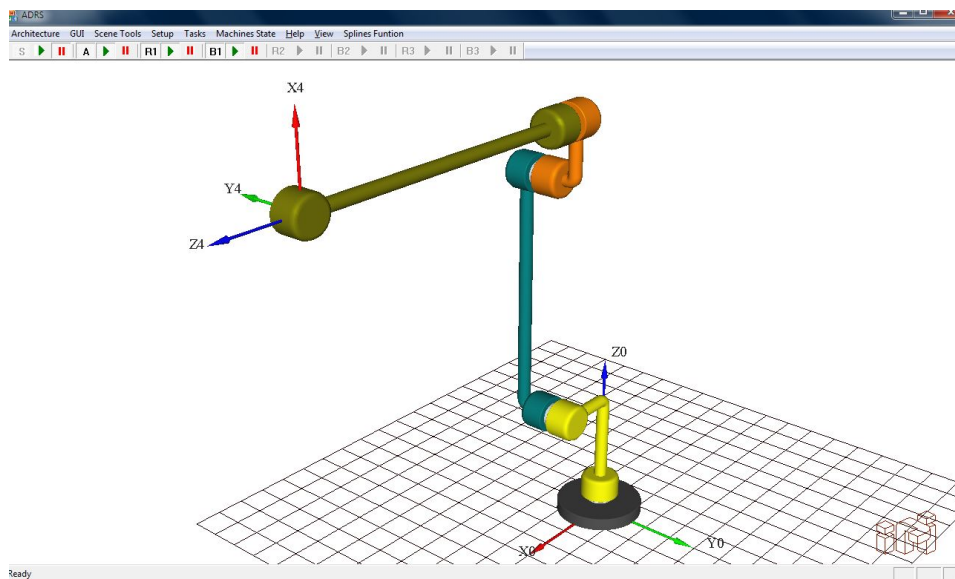 ADRS
Architecture GUI Scene Tools Setup Tasks Machines State Help View Splines Funtion
S A R1 B1 R2 B2 R3 B3
X4
Y4
Z4
Z0
X0
Y0
Ready